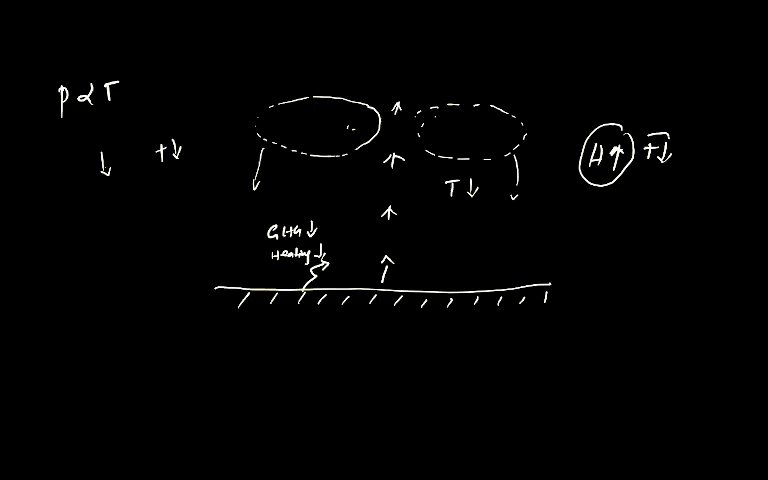 p α T
↓ T↓
T↓
H↑ T↓
GHG ↓
Heating ↓